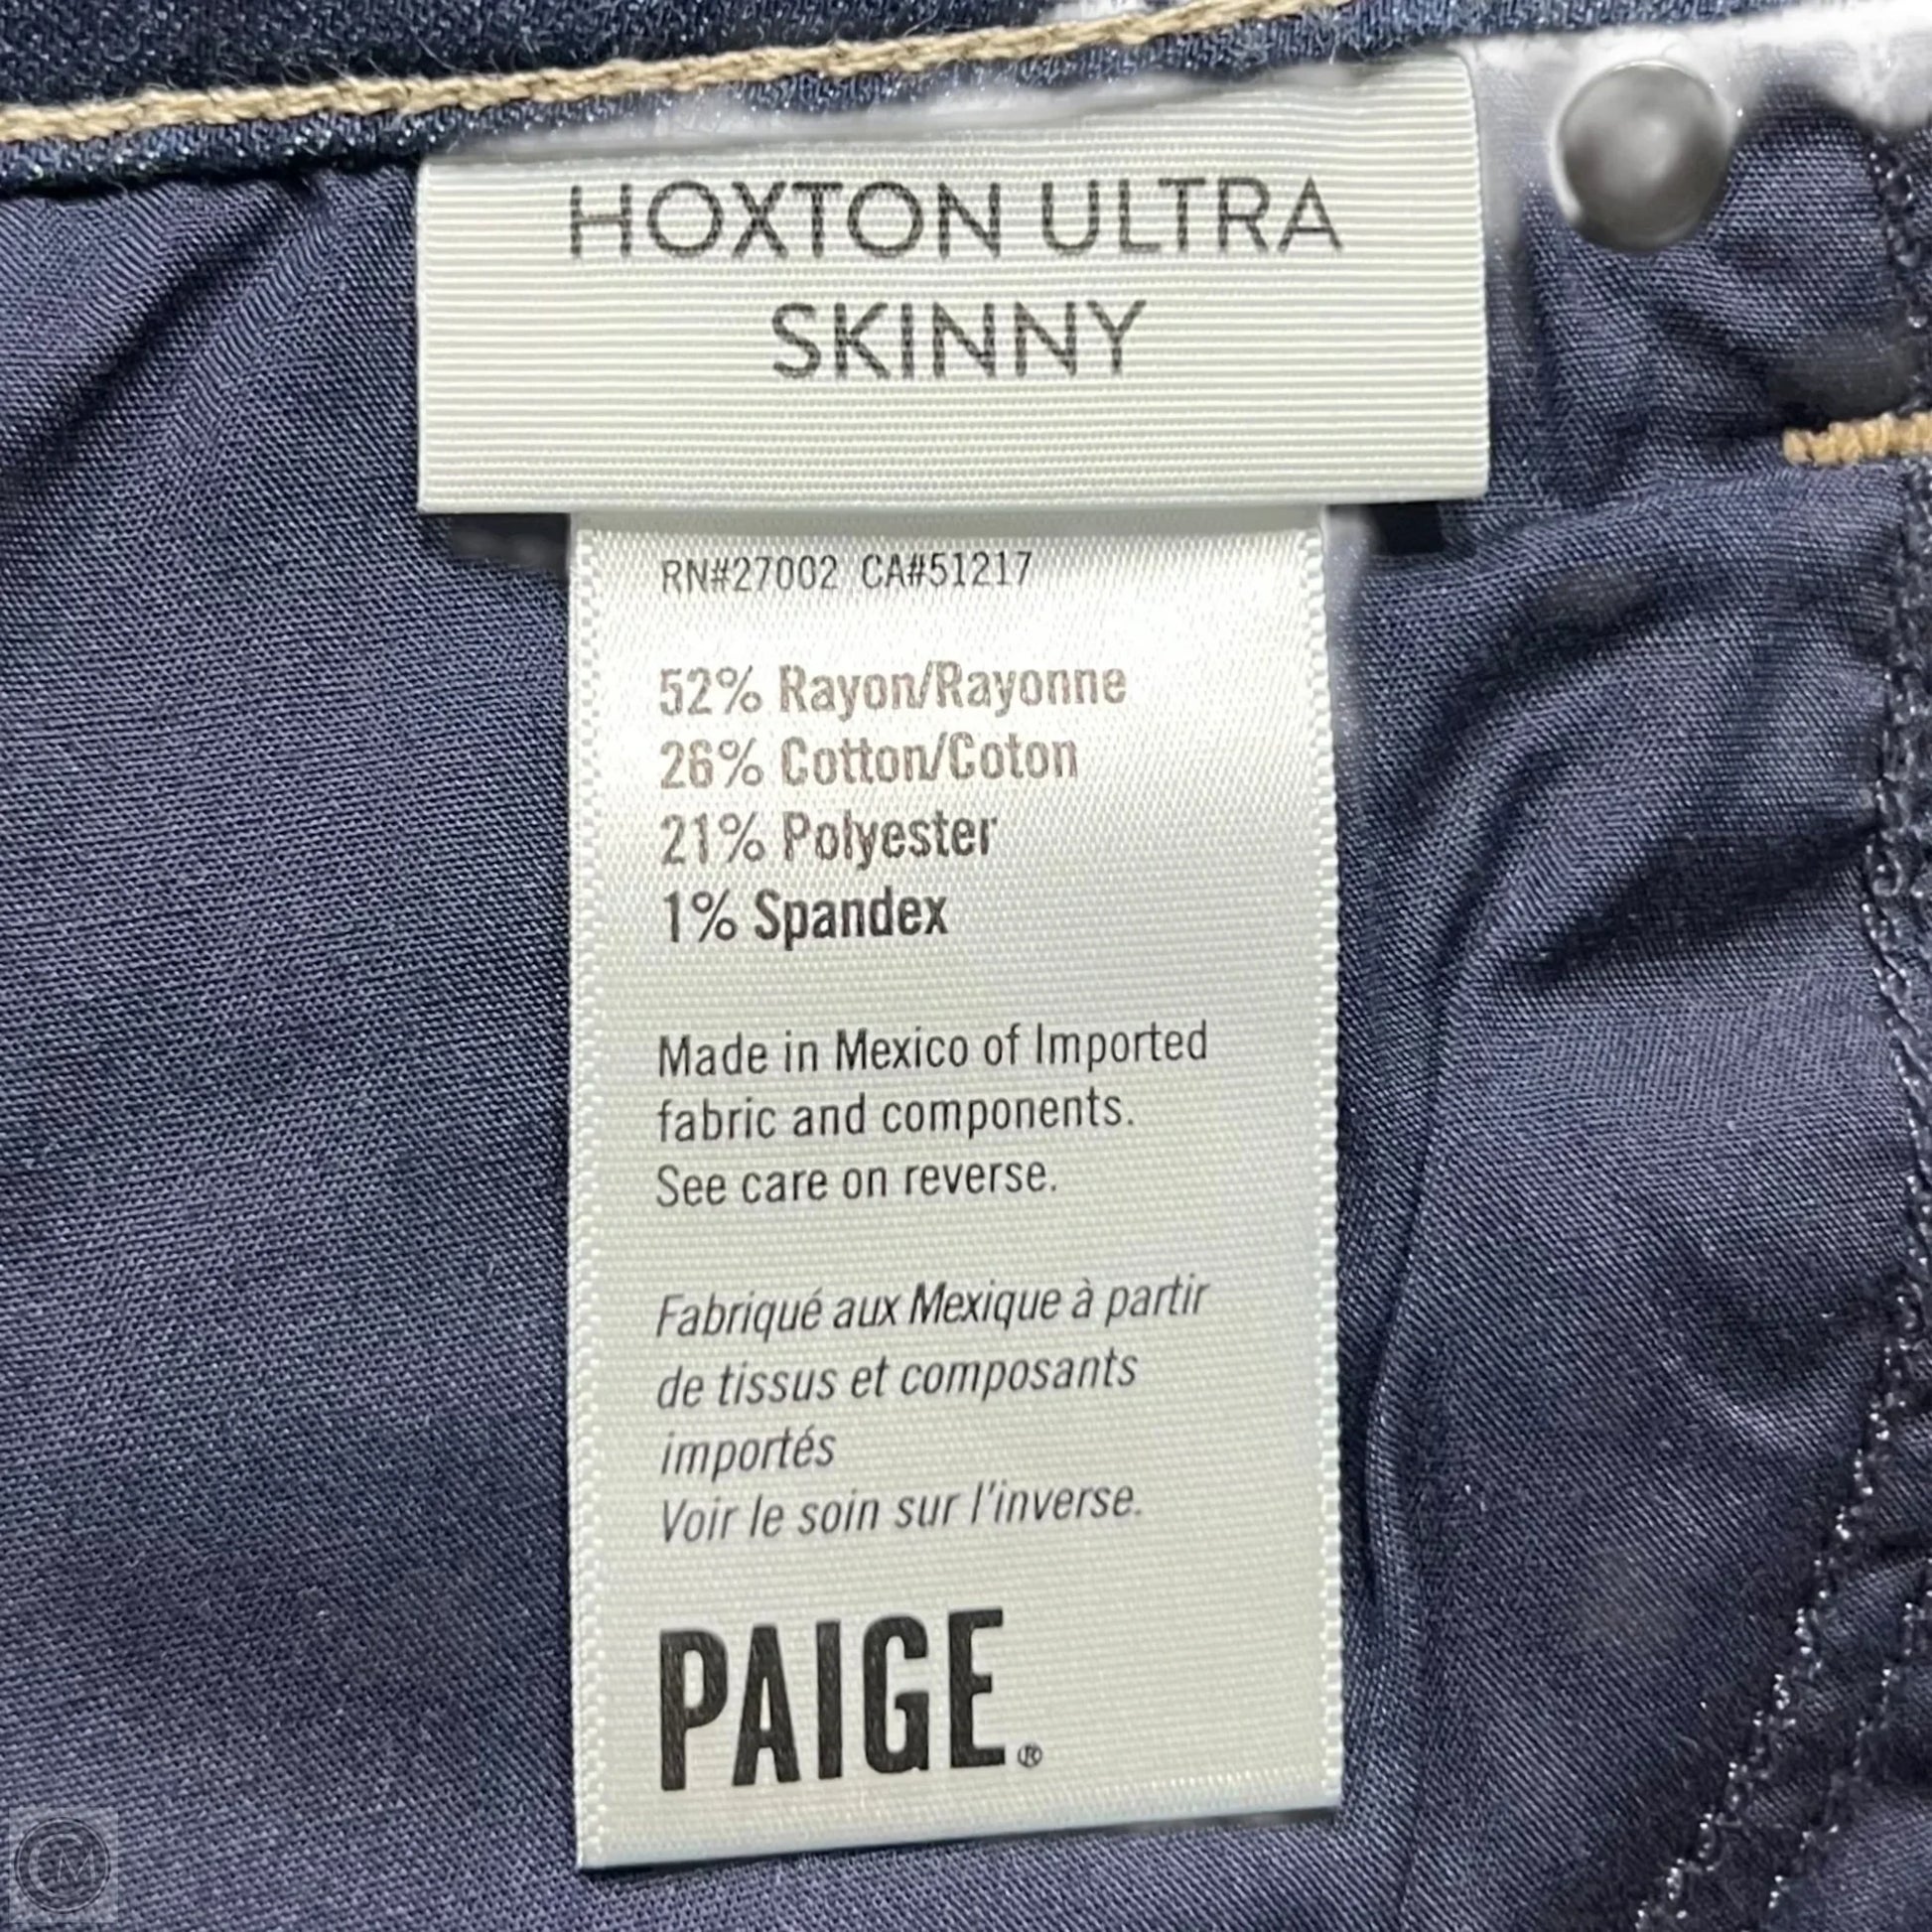 HOXTON ULTRA
SKINNY
RN#27002 CA#51217
52% Rayon/Rayonne
26% Cotton/Coton
21% Polyester
1% Spandex
Made in Mexico of Imported
fabric and components.
See care on reverse.
Fabriqué aux Mexique à partir
de tissus et composants
importés
Voir le soin sur l'inverse.
PAIGE®
CM